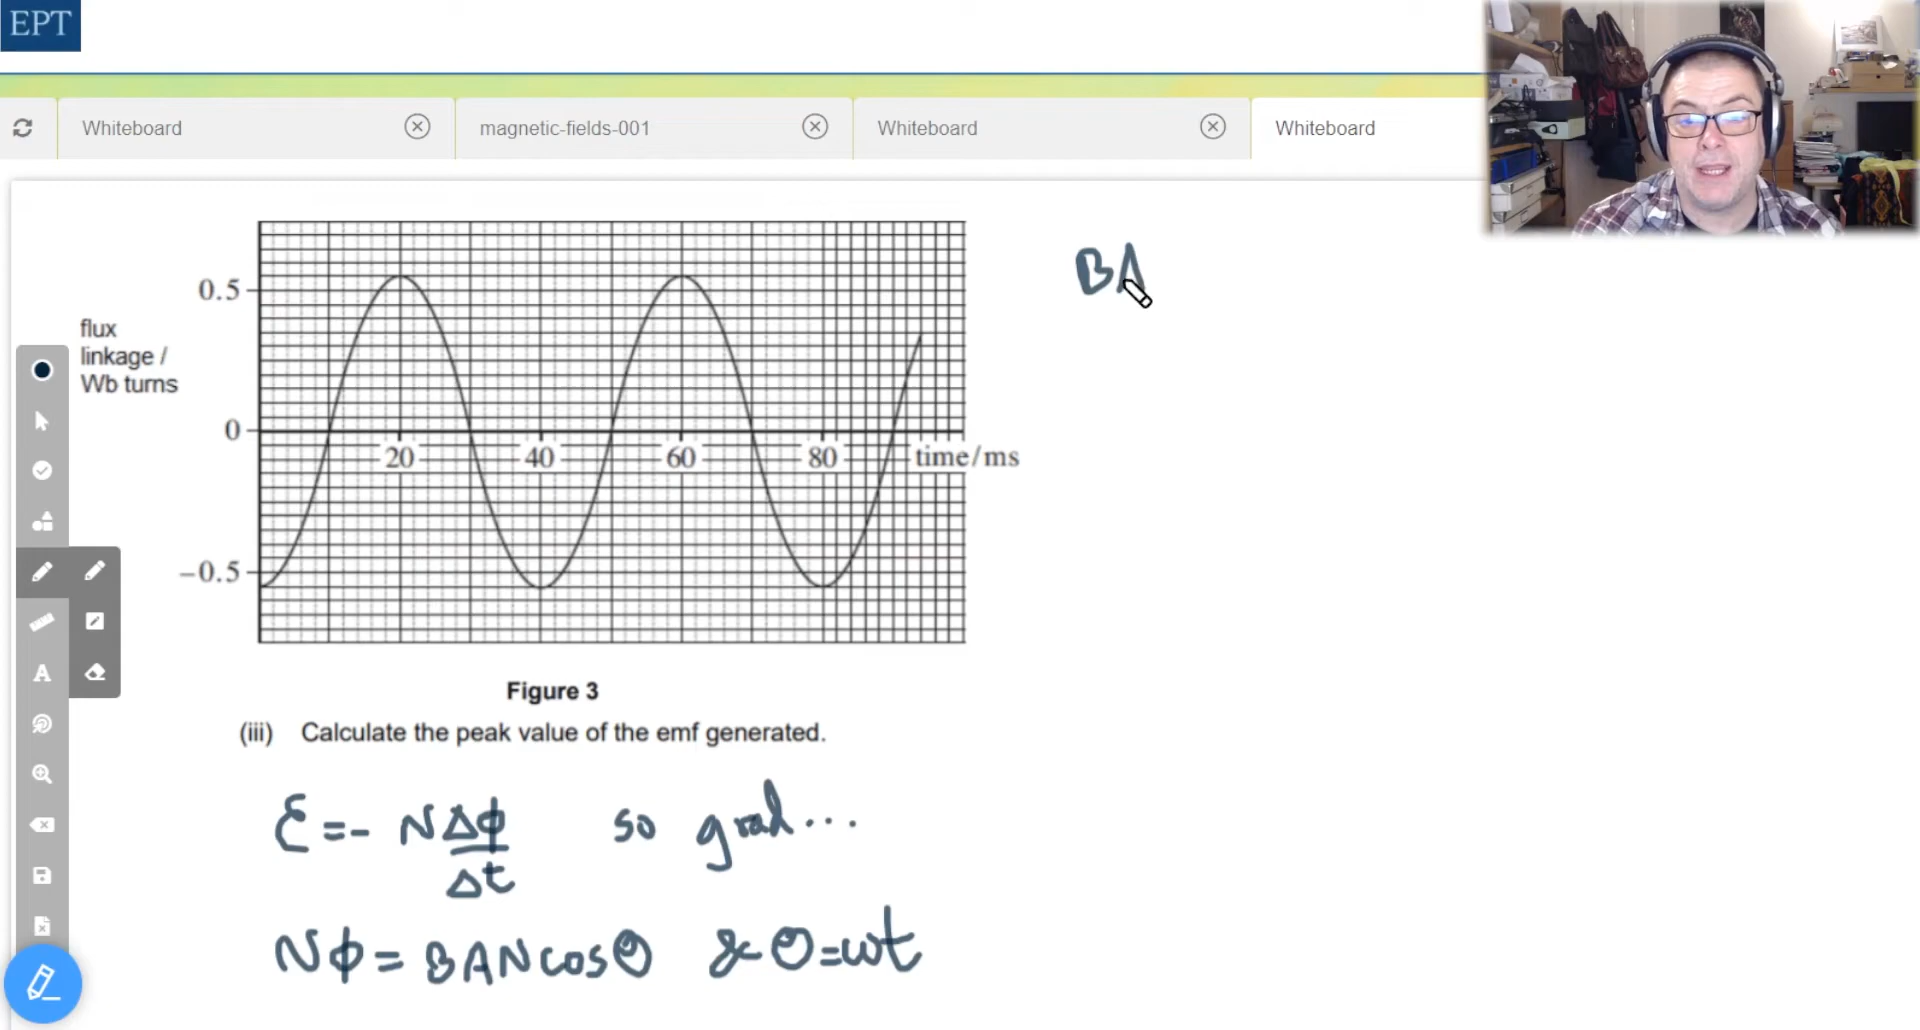 EPT
Whiteboard
magnetic-fields-001
Whiteboard
Whiteboard
BA
0.5
flux
linkage /
Wb turns
0
20 40 60 80 time/ms
−0.5
Figure 3
(iii) Calculate the peak value of the emf generated.
Ɛ = - NΔϕ/Δt so grad...
Nϕ = BANcosθ & θ=ωt
A